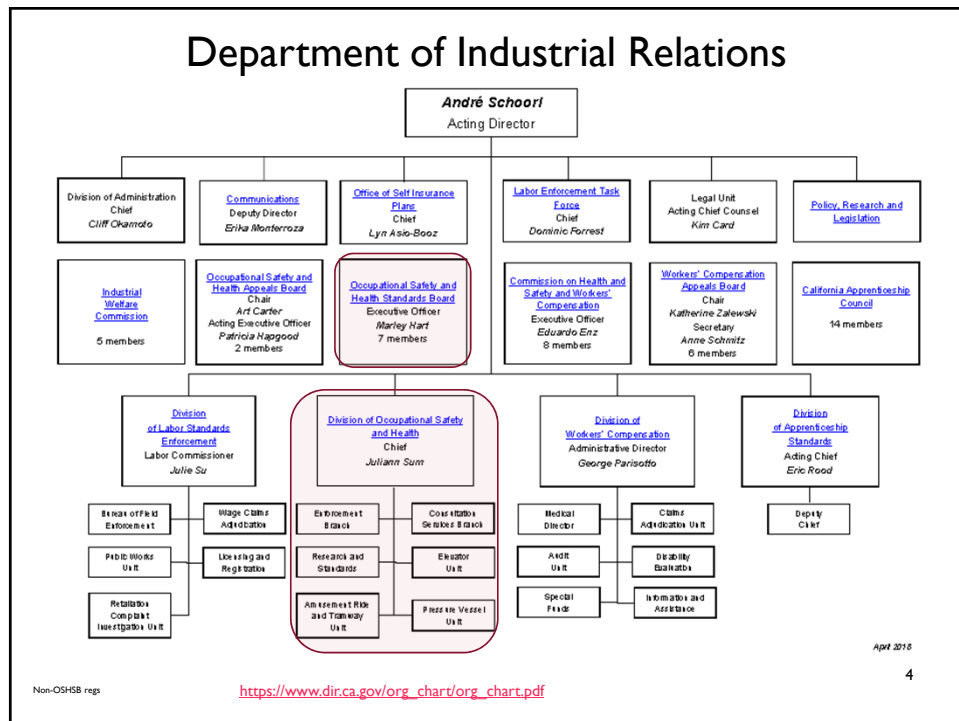 Department of Industrial Relations
André Schoorl
Acting Director
Division of Administration
Chief
Cliff Okamoto
Communications
Deputy Director
Erika Monterroza
Office of Self Insurance
Plans
Chief
Lyn Asio-Booz
Labor Enforcement Task
Force
Chief
Dominic Forrest
Legal Unit
Acting Chief Counsel
Kim Card
Policy, Research and
Legislation
Industrial
Welfare
Commission
5 members
Occupational Safety and
Health Appeals Board
Chair
Art Carter
Acting Executive Officer
Patricia Hapgood
2 members
Occupational Safety and
Health Standards Board
Executive Officer
Marley Hart
7 members
Commission on Health and
Safety and Workers'
Compensation
Executive Officer
Eduardo Enz
8 members
Workers' Compensation
Appeals Board
Chair
Katherine Zalewski
Secretary
Anne Schmitz
6 members
California Apprenticeship
Council
14 members
Division
of Labor Standards
Enforcement
Labor Commissioner
Julie Su
Division of Occupational Safety
and Health
Chief
Juliann Sum
Division of
Workers' Compensation
Administrative Director
George Parisotto
Division
of Apprenticeship
Standards
Acting Chief
Eric Rood
Bureau of Field
Enforcement
Wage Claims
Adjudication
Enforcement
Branch
Consultation
Services Branch
Medical
Director
Claims
Adjudication Unit
Deputy
Chief
Public Works
Unit
Licensing and
Registration
Research and
Standards
Elevator
Unit
Audit
Unit
Disability
Evaluation
Retaliation
Complaint
Investigation Unit
Amusement Ride
and Tramway
Unit
Pressure Vessel
Unit
Special
Funds
Information and
Assistance
April 2018
4
Non-OSHSB regs
https://www.dir.ca.gov/org_chart/org_chart.pdf